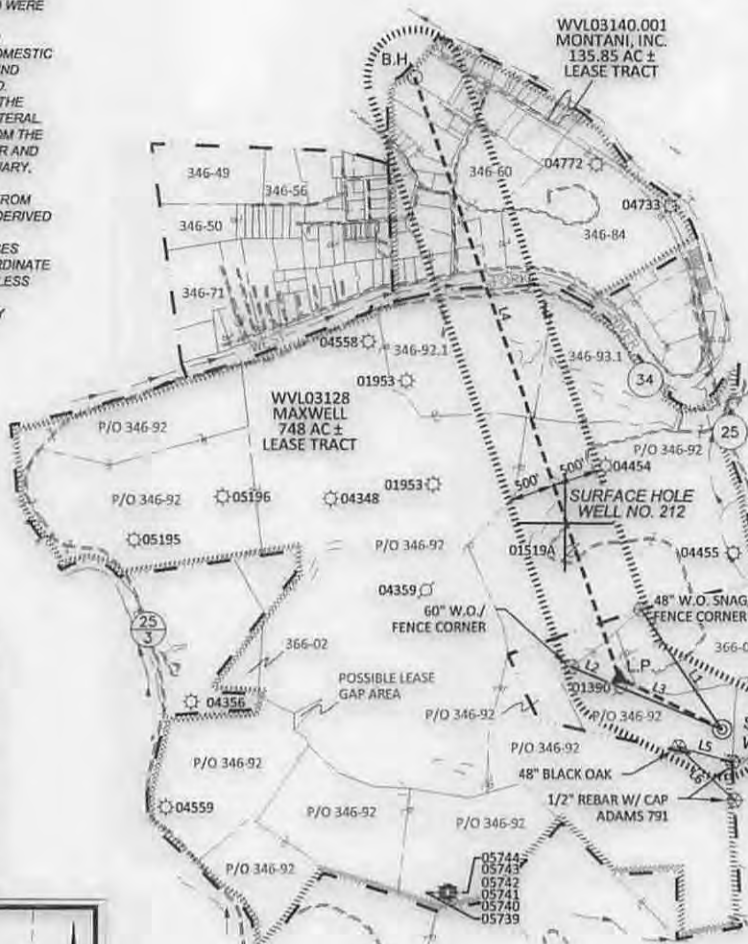 WERE
OMESTIC
THE
TERAL
OM THE
R AND
FROM
DERIVED
RDINATE
LESS
WVL03140.001
MONTANI, INC.
135.85 AC ±
LEASE TRACT
B.H.
346-49
346-56
346-60
04772
04733
346-50
346-84
346-71
FORK
L4
RIVER
04558
346-92.1
346-93.1
01953
34
WVL03128
MAXWELL
748 AC ±
LEASE TRACT
P/O 346-92
P/O 346-92
25
04454
500'
500'
P/O 346-92
05196
04348
01953
SURFACE HOLE
WELL NO. 212
05195
P/O 346-92
01519A
04455
04359
60" W.O./
FENCE CORNER
48" W.O. SNAG
FENCE CORNER
25
3
366-02
366-0
POSSIBLE LEASE
GAP AREA
L2
L.P.
L1
01390
L3
04356
P/O 346-92
P/O 346-92
P/O 346-92
P/O 346-92
L5
48" BLACK OAK
L6
1/2" REBAR W/ CAP
ADAMS 791
04559
P/O 346-92
P/O 346-92
P/O 346-92
05744
05743
05742
05741
05740
05739